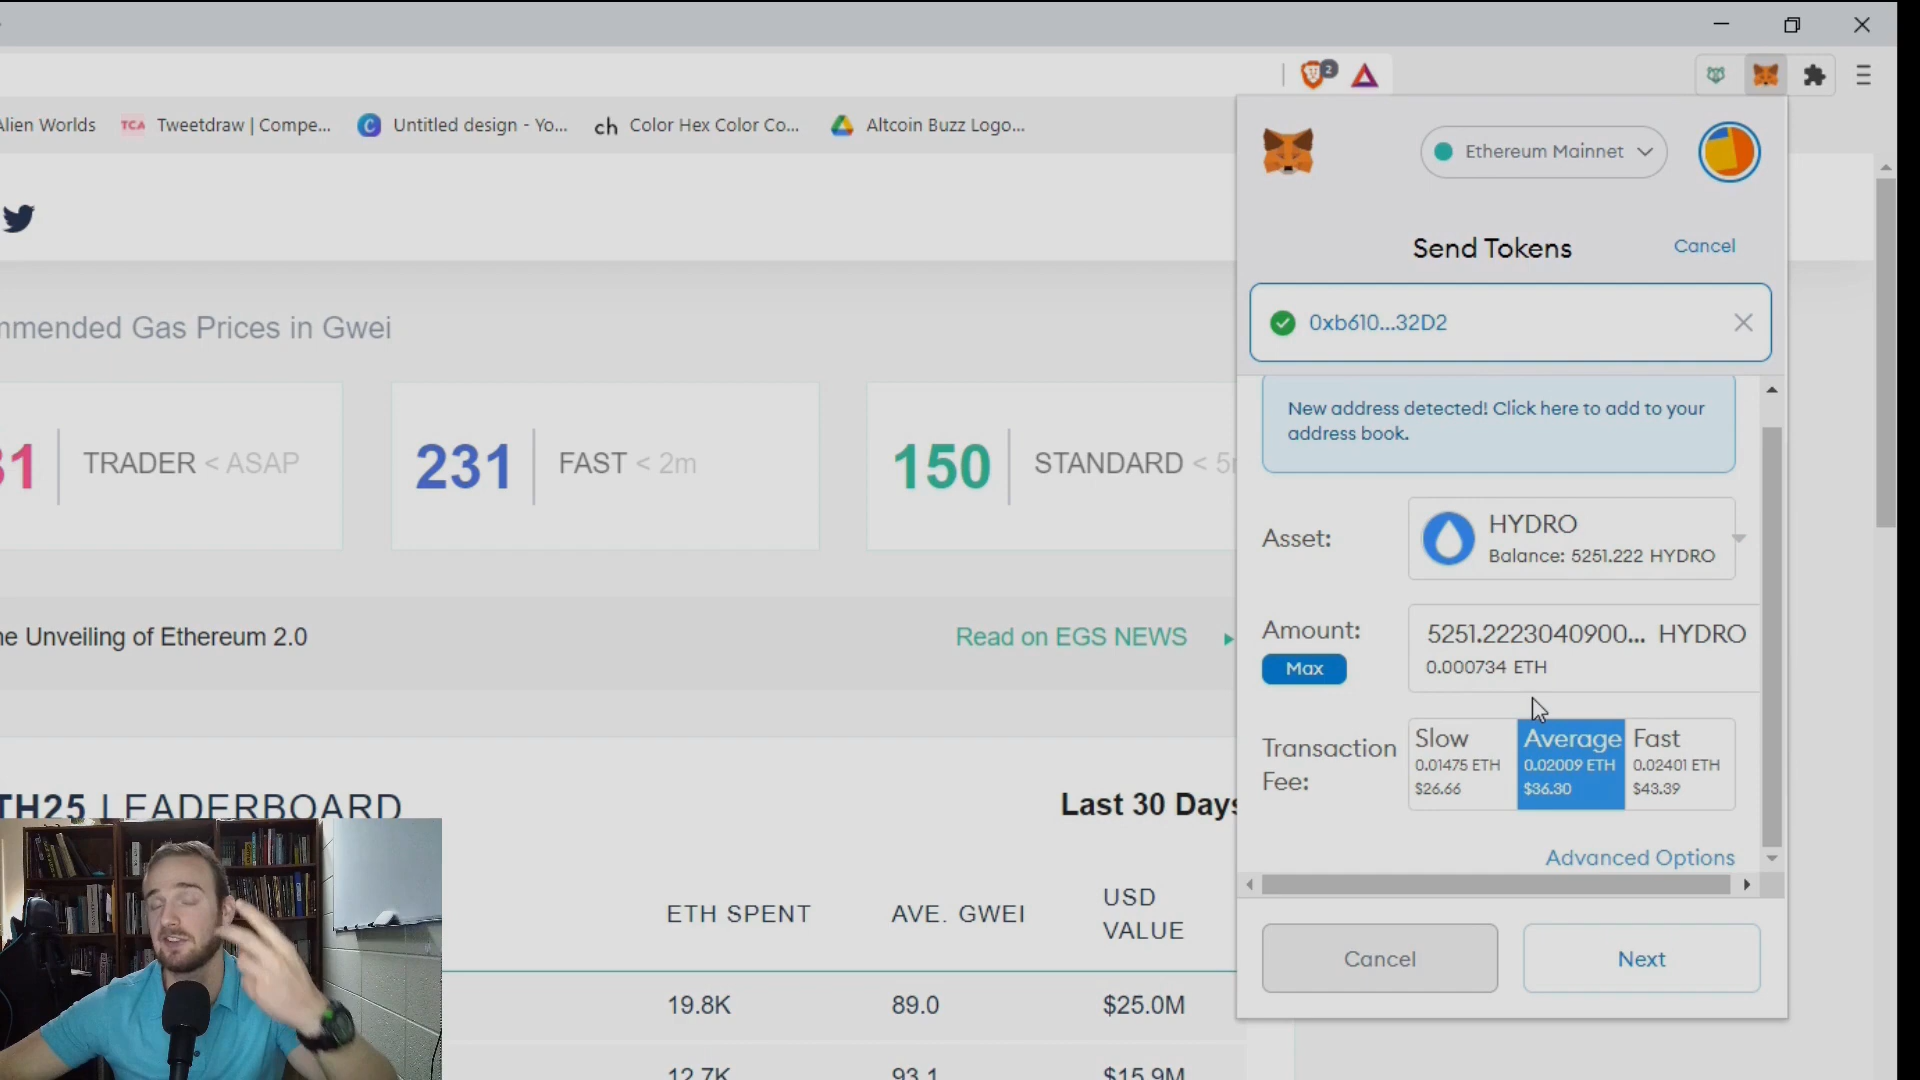 2
Alien Worlds
TCA Tweetdraw | Compe...
C Untitled design - Yo...
ch Color Hex Color Co...
Altcoin Buzz Logo...
Ethereum Mainnet
Send Tokens
Cancel
0xb610...32D2
New address detected! Click here to add to your
address book.
Asset:
HYDRO
Balance: 5251.222 HYDRO
Amount:
Max
5251.2223040900... HYDRO
0.000734 ETH
Transaction
Fee:
Slow
0.01475 ETH
$26.66
Average
0.02009 ETH
$36.30
Fast
0.02401 ETH
$43.39
Advanced Options
Cancel
Next
mmended Gas Prices in Gwei
31 TRADER < ASAP
231 FAST < 2m
150 STANDARD < 5
he Unveiling of Ethereum 2.0
Read on EGS NEWS
TH25 LEADERBOARD
Last 30 Days
ETH SPENT
AVE. GWEI
USD
VALUE
19.8K 89.0 $25.0M
12.7K 93.1 $15.9M